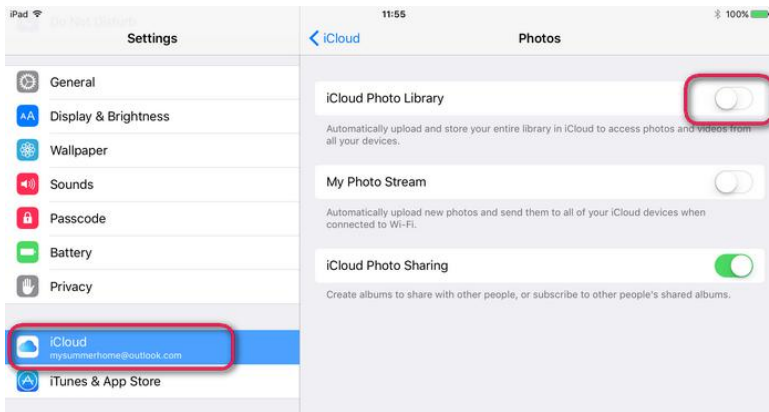 iPad
11:55
100%
Do Not Disturb
Settings
iCloud
Photos
General
Display & Brightness
Wallpaper
Sounds
Passcode
Battery
Privacy
iCloud
mysummerhome@outlook.com
iTunes & App Store
iCloud Photo Library
Automatically upload and store your entire library in iCloud to access photos and videos from
all your devices.
My Photo Stream
Automatically upload new photos and send them to all of your iCloud devices when
connected to Wi-Fi.
iCloud Photo Sharing
Create albums to share with other people, or subscribe to other people's shared albums.